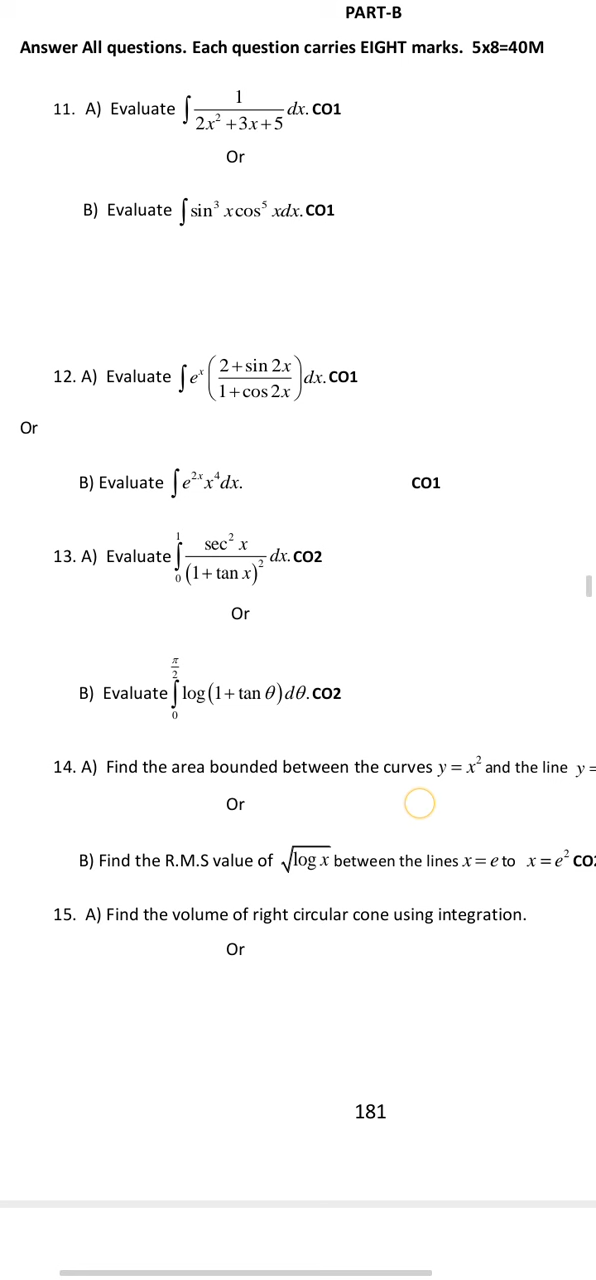 PART-B
Answer All questions. Each question carries EIGHT marks. 5x8=40M
11. A) Evaluate ∫ 1/(2x² +3x+5) dx. CO1
Or
B) Evaluate ∫ sin³ x cos⁵ xdx. CO1
12. A) Evaluate ∫ eˣ ((2+sin 2x)/(1+cos 2x)) dx. CO1
Or
B) Evaluate ∫ e²ˣ x⁴ dx. CO1
13. A) Evaluate ∫₀¹ sec² x/(1+tan x)² dx. CO2
Or
B) Evaluate ∫₀^(π/2) log(1+tan θ)dθ. CO2
14. A) Find the area bounded between the curves y = x² and the line y =
Or
B) Find the R.M.S value of √log x between the lines x = e to x = e² CO
15. A) Find the volume of right circular cone using integration.
Or
181